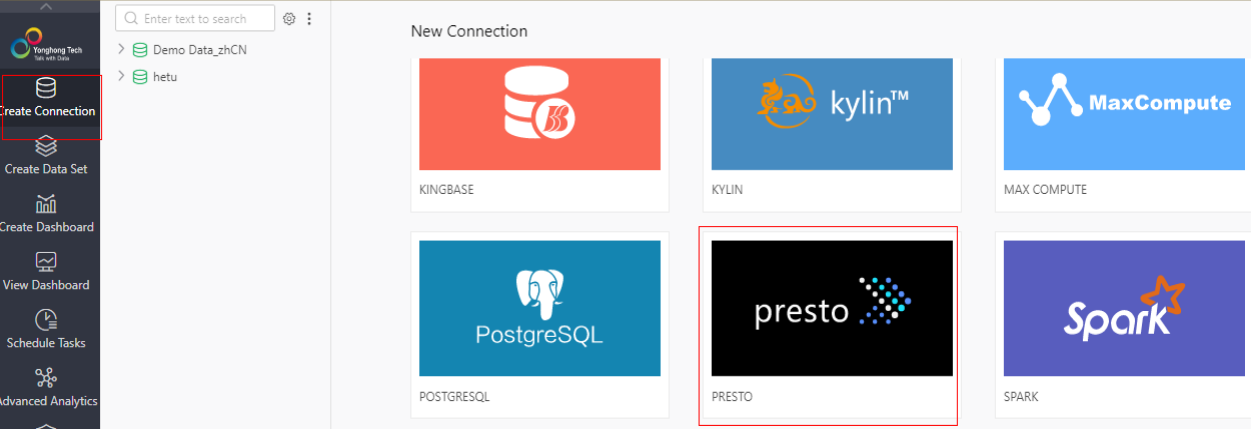 Yonghong Tech
Talk with Data
Create Connection
Create Data Set
Create Dashboard
View Dashboard
Schedule Tasks
Advanced Analytics
Enter text to search
Demo Data_zhCN
hetu
New Connection
KINGBASE
kylin™
KYLIN
MaxCompute
MAX COMPUTE
PostgreSQL
POSTGRESQL
presto
PRESTO
Spark
SPARK